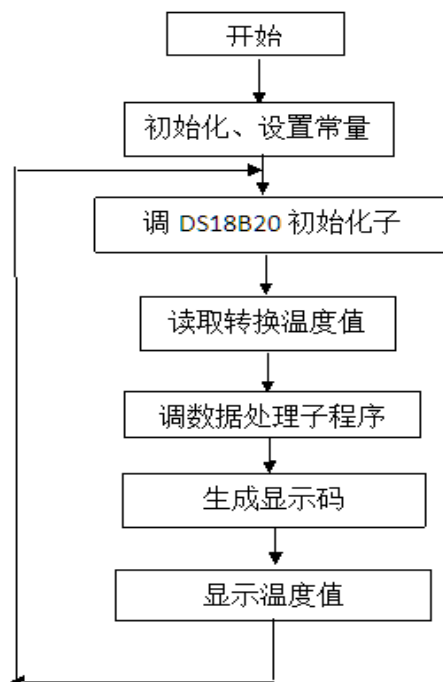 开始
初始化、设置常量
调 DS18B20 初始化子
读取转换温度值
调数据处理子程序
生成显示码
显示温度值